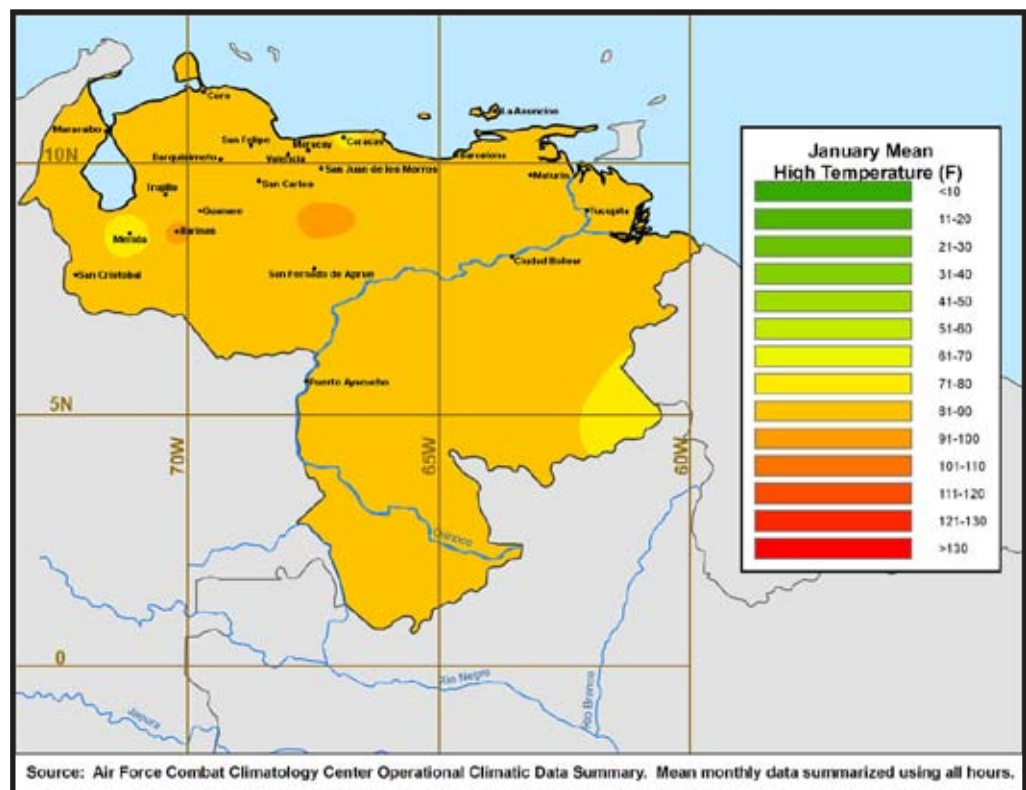 Coro
La Asuncion
Maracaibo
San Felipe
Maracay
Caracas
10N
Barquisimeto
Valencia
Barcelona
San Juan de los Morros
Maturin
Trujillo
San Carlos
Guanare
Tucupita
Merida
Barinas
Ciudad Bolivar
San Cristobal
San Fernando de Apure
Puerto Ayacucho
5N
70W
65W
60W
Orinoco
0
Rio Negro
Rio Branco
Japura
January Mean
High Temperature (F)
<10
11-20
21-30
31-40
41-50
51-60
61-70
71-80
81-90
91-100
101-110
111-120
121-130
>130
Source: Air Force Combat Climatology Center Operational Climatic Data Summary. Mean monthly data summarized using all hours.